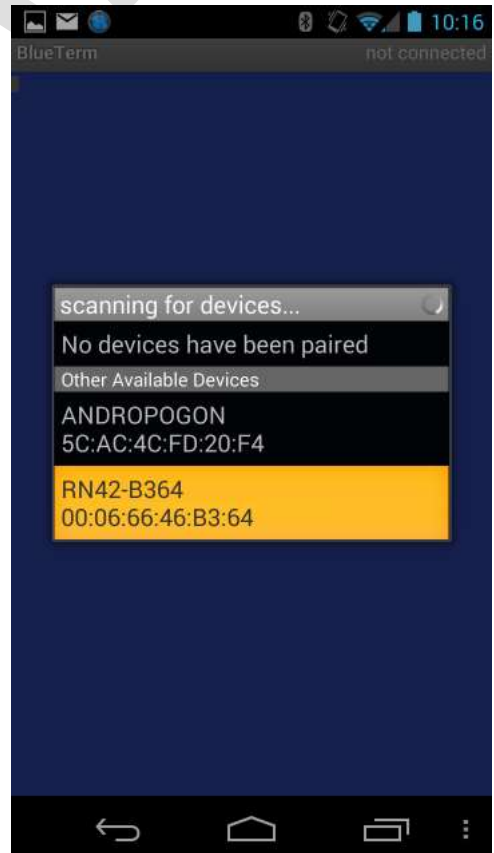 10:16
BlueTerm not connected
scanning for devices...
No devices have been paired
Other Available Devices
ANDROPOGON
5C:AC:4C:FD:20:F4
RN42-B364
00:06:66:46:B3:64